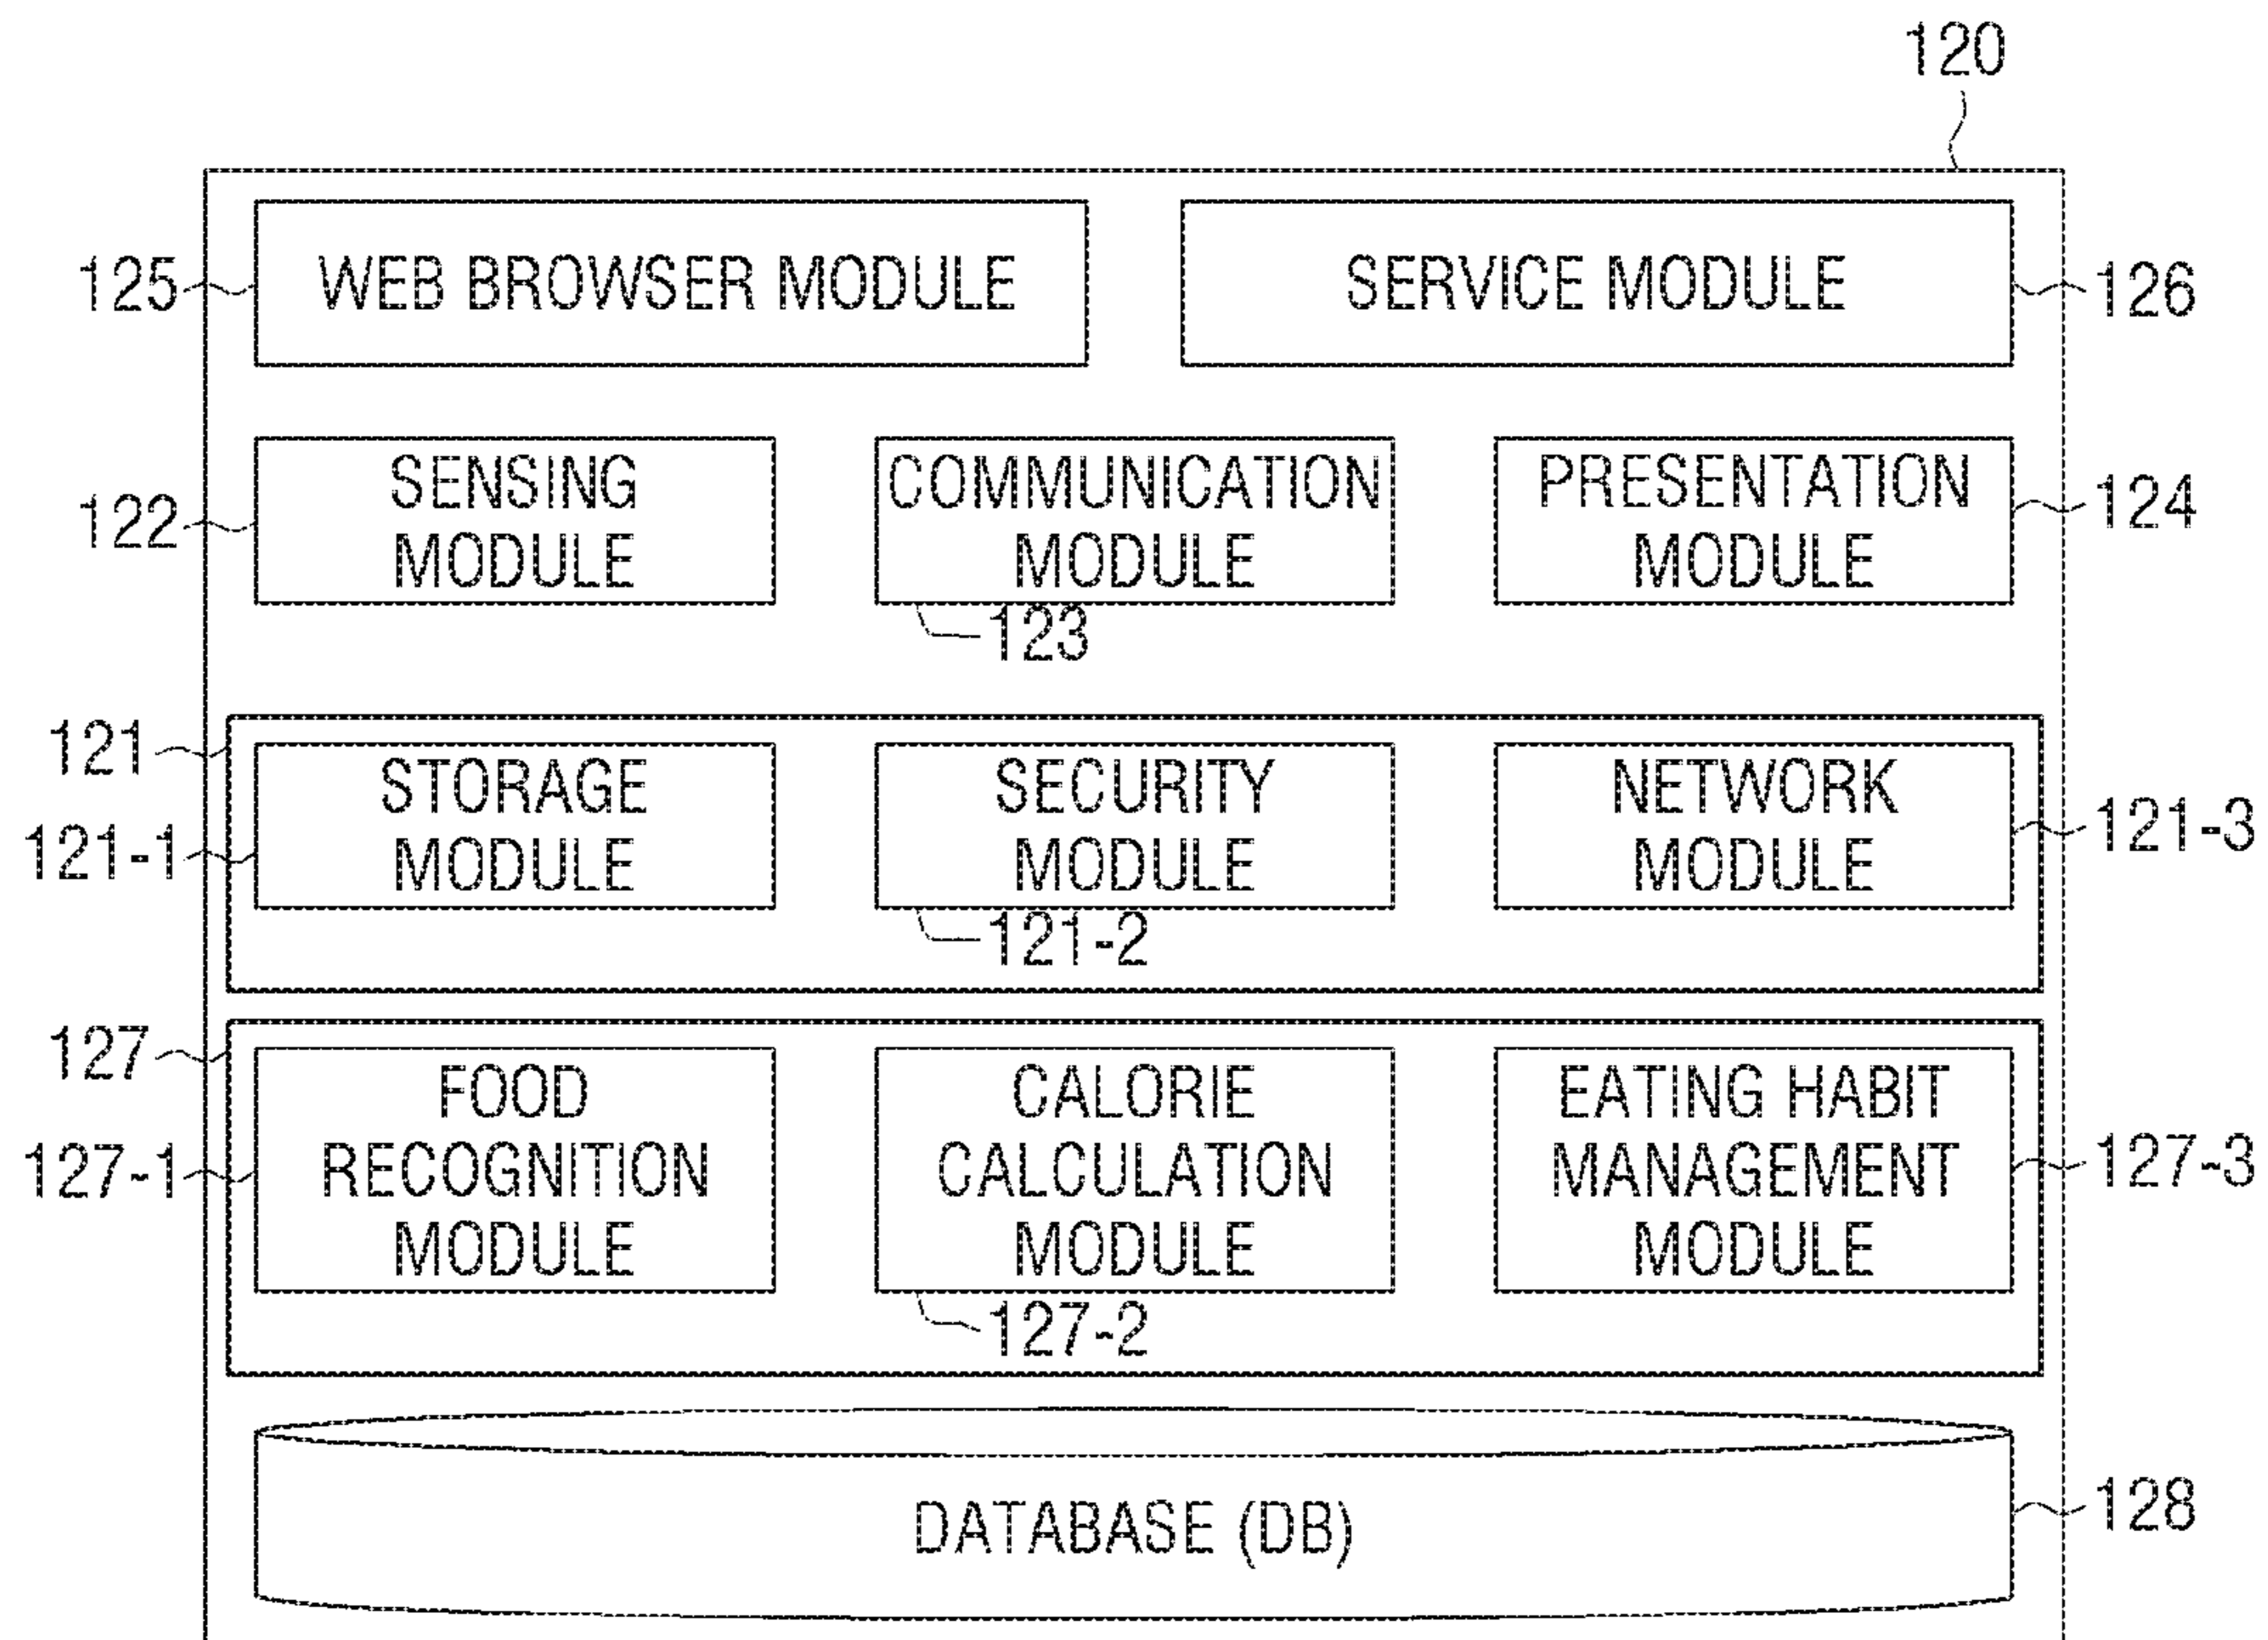 120
125
WEB BROWSER MODULE
SERVICE MODULE
126
122
SENSING
MODULE
COMMUNICATION
MODULE
123
PRESENTATION
MODULE
124
121
121-1
STORAGE
MODULE
SECURITY
MODULE
121-2
NETWORK
MODULE
121-3
127
127-1
FOOD
RECOGNITION
MODULE
CALORIE
CALCULATION
MODULE
127-2
EATING HABIT
MANAGEMENT
MODULE
127-3
DATABASE (DB)
128